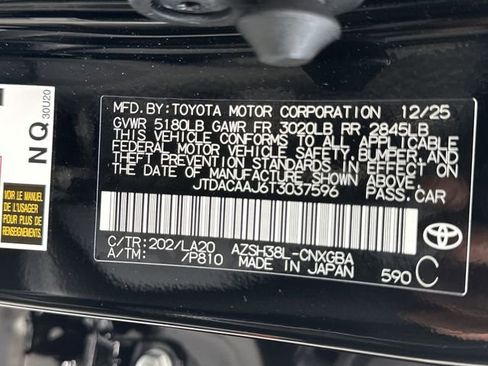 MFD. BY:TOYOTA MOTOR CORPORATION 12/25
GVWR 5180LB GAWR FR 3020LB RR 2845LB
THIS VEHICLE CONFORMS TO ALL APPLICABLE
FEDERAL MOTOR VEHICLE SAFETY, BUMPER, AND
THEFT PREVENTION STANDARDS IN EFFECT ON
THE DATE OF MANUFACTURE SHOWN ABOVE.
JTDACAAJ6T3037596 PASS.CAR
C/TR:202/LA20 AZSH38L-CNXGBA
A/TM: /P810 MADE IN JAPAN 590 C
TOYOTA
NQ
30U20
VOIR LE MANUEL
DE L'USAGER
POUR PLUS DE
RENSEIGNEMENTS.